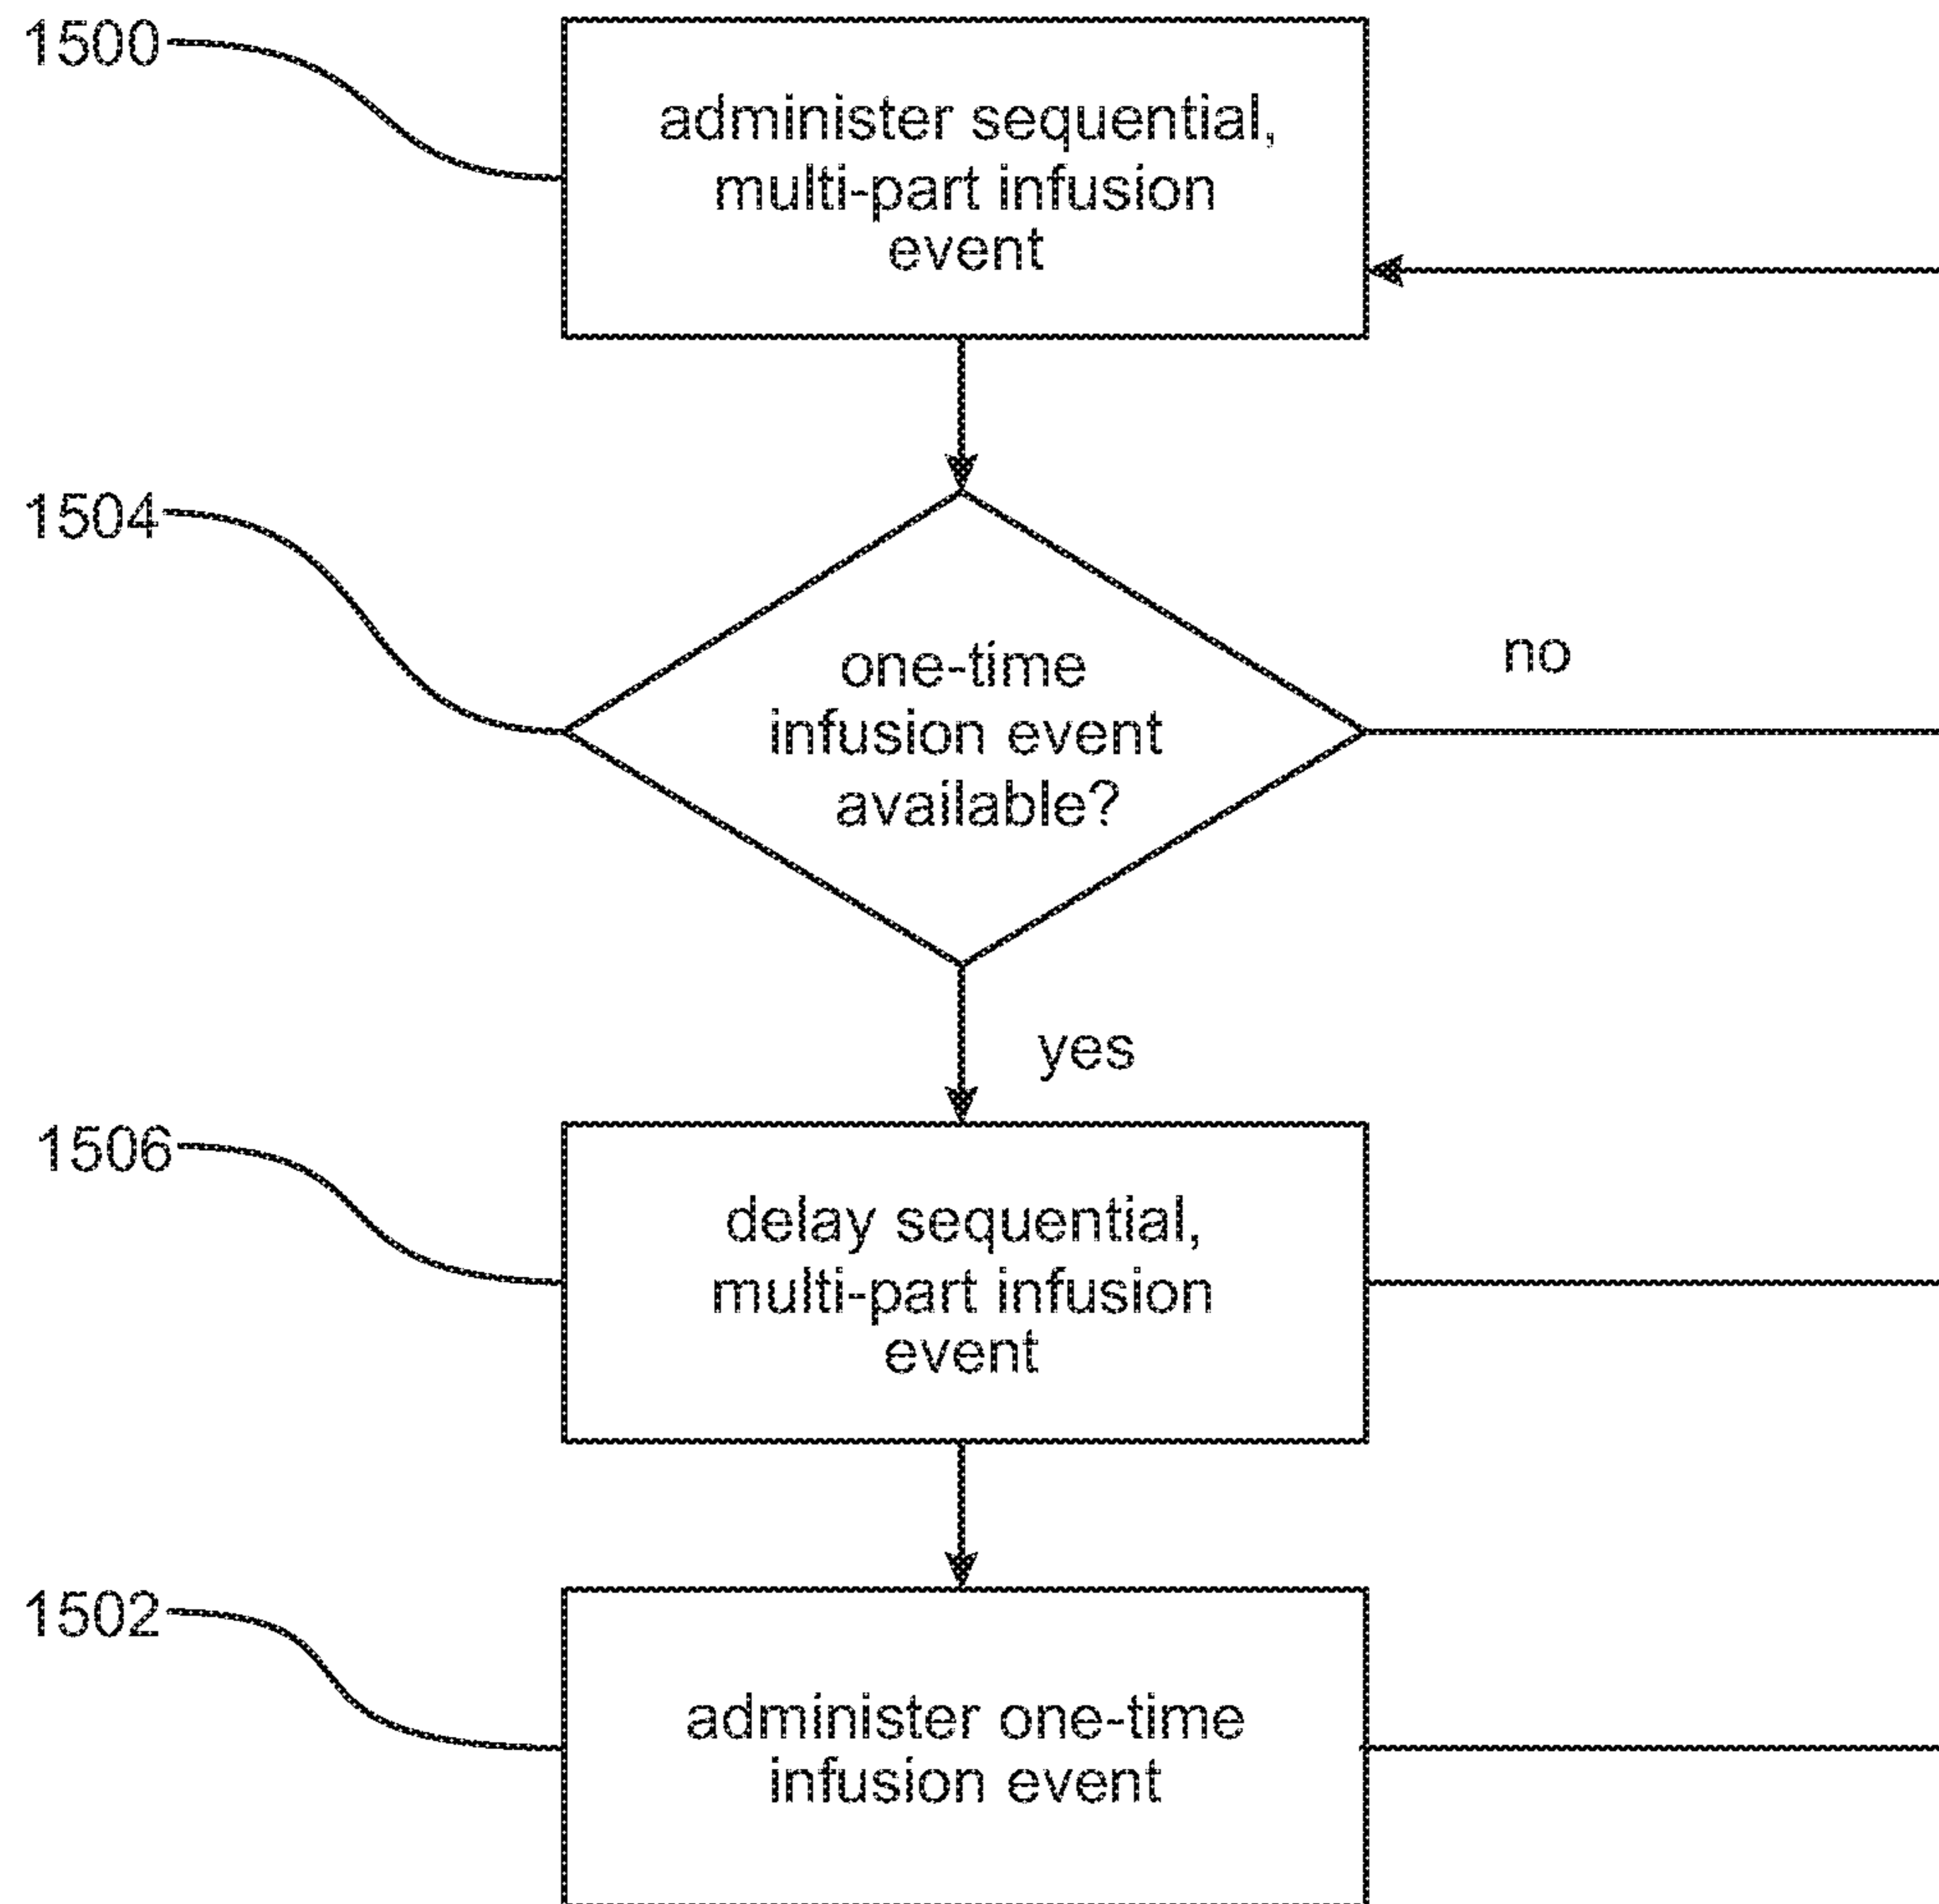 1500
administer sequential,
multi-part infusion
event
1504
one-time
infusion event
available?
no
yes
1506
delay sequential,
multi-part infusion
event
1502
administer one-time
infusion event